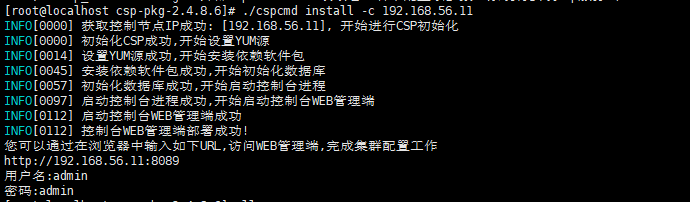 [root@localhost csp-pkg-2.4.8.6]# ./cspcmd install -c 192.168.56.11
INFO[0000] 获取控制节点IP成功: [192.168.56.11], 开始进行CSP初始化
INFO[0000] 初始化CSP成功,开始设置YUM源
INFO[0014] 设置YUM源成功,开始安装依赖软件包
INFO[0045] 安装依赖软件包成功,开始初始化数据库
INFO[0057] 初始化数据库成功,开始启动控制台进程
INFO[0097] 启动控制台进程成功,开始启动控制台WEB管理端
INFO[0112] 启动控制台WEB管理端成功
INFO[0112] 控制台WEB管理端部署成功!
您可以通过在浏览器中输入如下URL,访问WEB管理端,完成集群配置工作
http://192.168.56.11:8089
用户名:admin
密码:admin